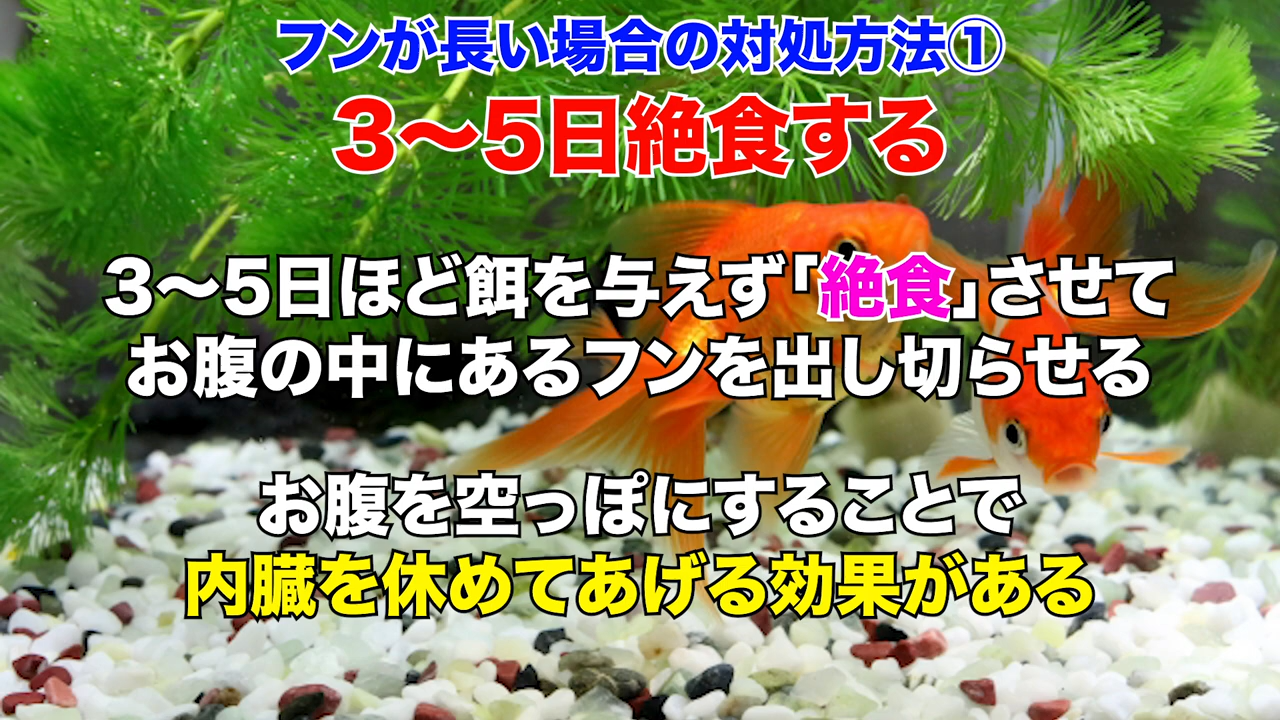 フンが長い場合の対処方法①
3〜5日絶食する
3〜5日ほど餌を与えず「絶食」させて
お腹の中にあるフンを出し切らせる
お腹を空っぽにすることで
内臓を休めてあげる効果がある